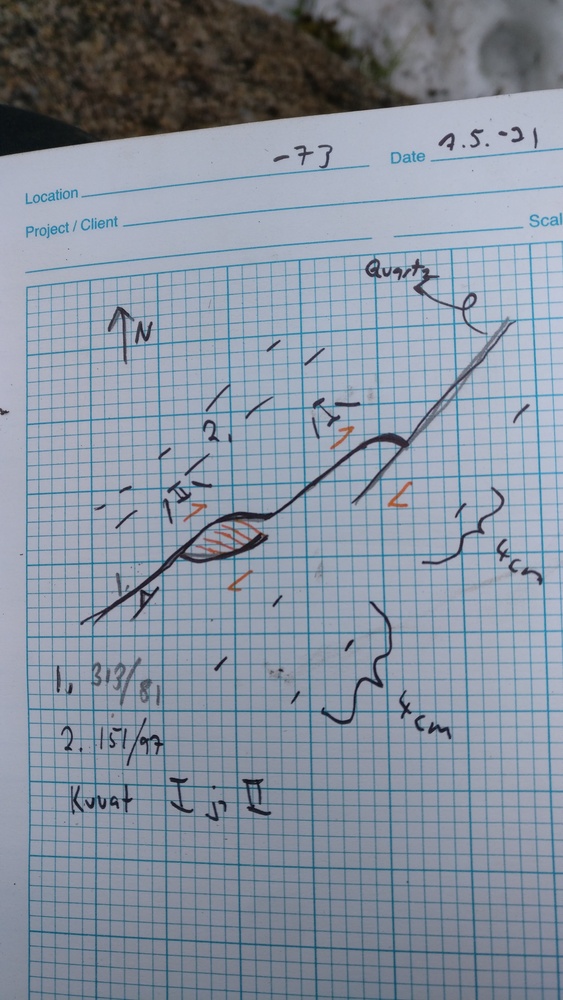 -73
Location
Date 7.5.-21
Project / Client
Scal
Quartz
N
I
2.
II
1.
4cm
1. 313/81
4cm
2. 151/97
Kuvat I ja II